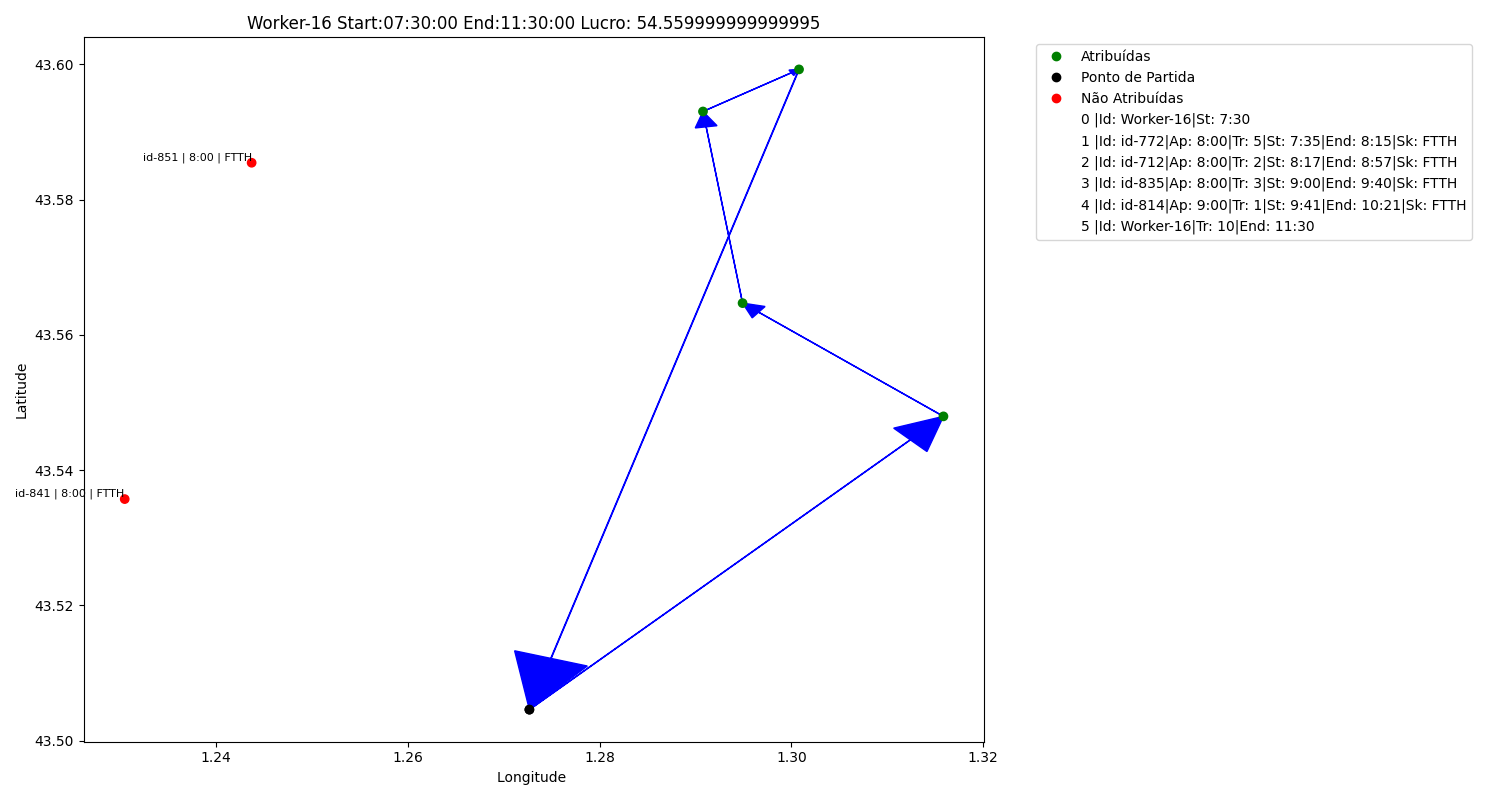 Worker-16 Start:07:30:00 End:11:30:00 Lucro: 54.559999999999995
43.60
43.58
43.56
43.54
43.52
43.50
Latitude
id-851 | 8:00 | FTTH
id-841 | 8:00 | FTTH
1.24
1.26
1.28
1.30
1.32
Longitude
Atribuídas
Ponto de Partida
Não Atribuídas
0 |Id: Worker-16|St: 7:30
1 |Id: id-772|Ap: 8:00|Tr: 5|St: 7:35|End: 8:15|Sk: FTTH
2 |Id: id-712|Ap: 8:00|Tr: 2|St: 8:17|End: 8:57|Sk: FTTH
3 |Id: id-835|Ap: 8:00|Tr: 3|St: 9:00|End: 9:40|Sk: FTTH
4 |Id: id-814|Ap: 9:00|Tr: 1|St: 9:41|End: 10:21|Sk: FTTH
5 |Id: Worker-16|Tr: 10|End: 11:30